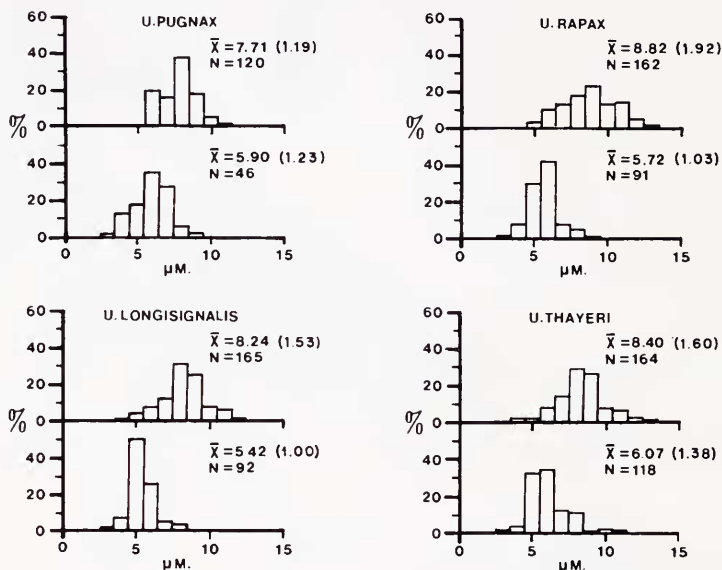 U.PUGNAX
60
40
20
0
X̄=7.71 (1.19)
N=120
%
40
20
0
X̄=5.90 (1.23)
N=46
0 5 10 15
µM.
U.RAPAX
60
40
20
0
X̄=8.82 (1.92)
N=162
40
20
0
X̄=5.72 (1.03)
N=91
0 5 10 15
µM.
U.LONGISIGNALIS
60
40
20
0
X̄=8.24 (1.53)
N=165
%
40
20
0
X̄=5.42 (1.00)
N=92
0 5 10 15
µM.
U.THAYERI
60
40
20
0
X̄=8.40 (1.60)
N=164
%
40
20
0
X̄=6.07 (1.38)
N=118
0 5 10 15
µM.
%